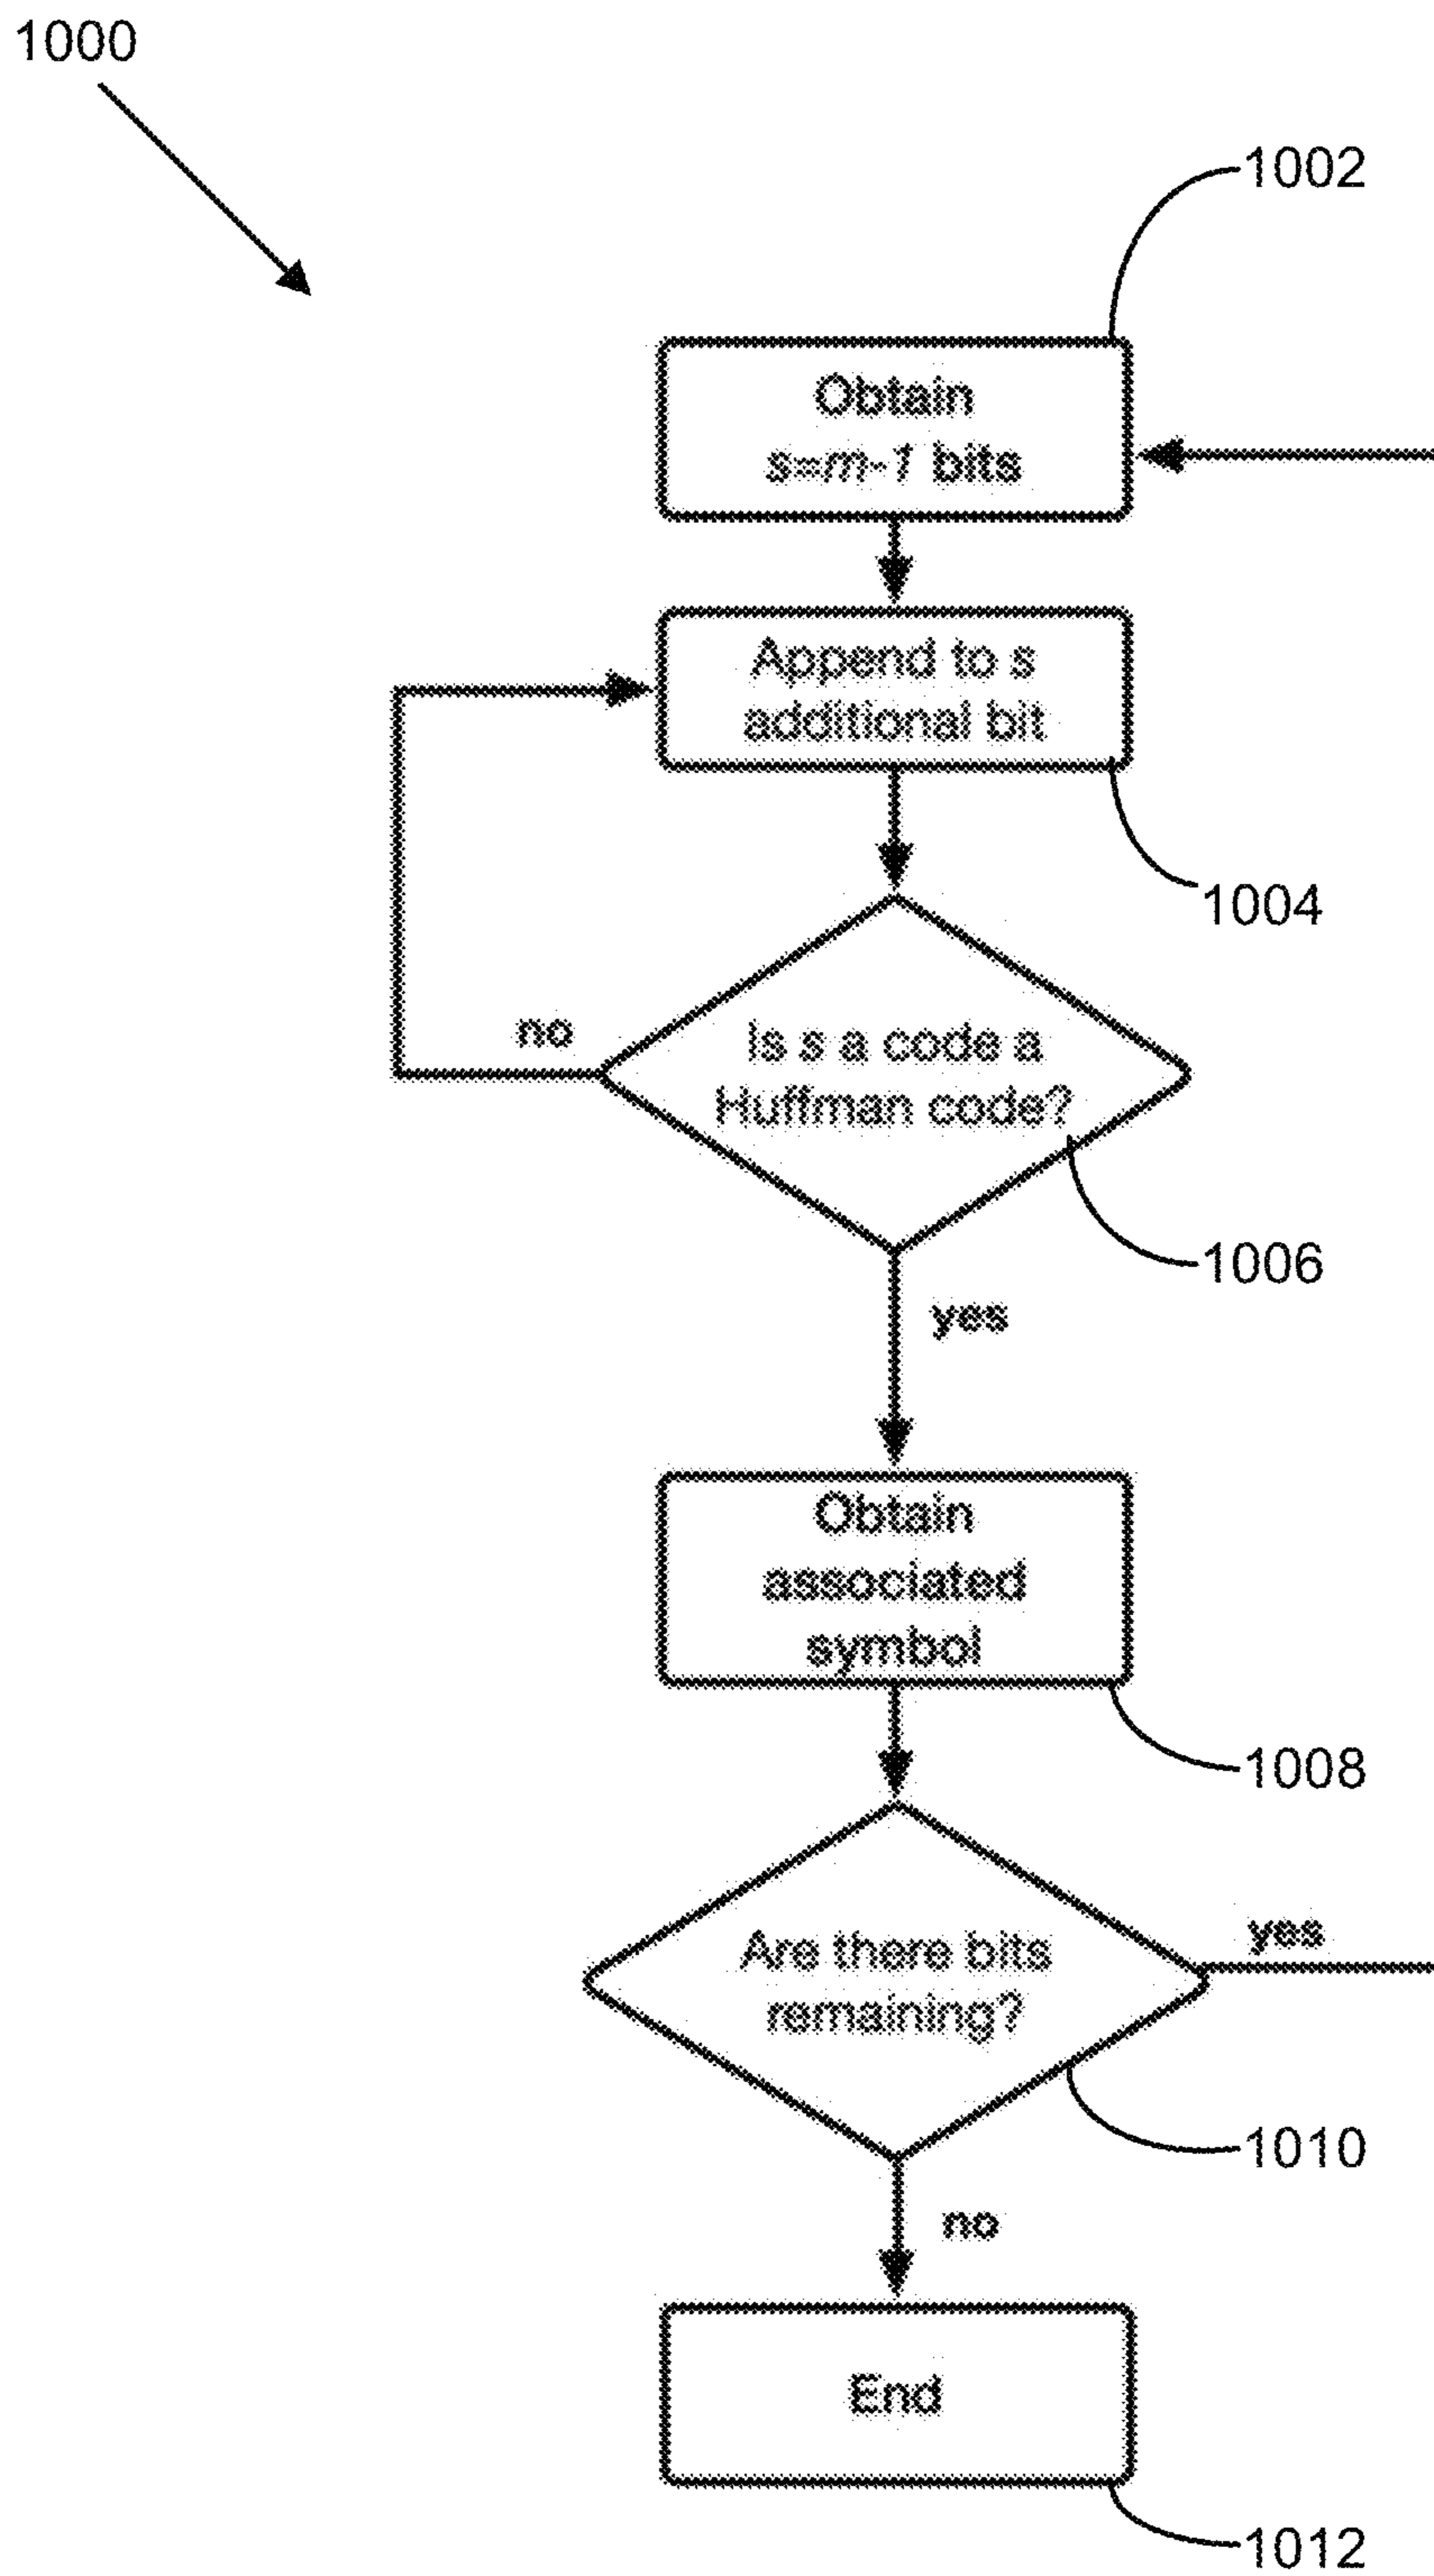 1000
1002
Obtain
s=m-1 bits
Append to s
additional bit
1004
no
Is s a code a
Huffman code?
1006
yes
Obtain
associated
symbol
1008
Are there bits
remaining?
yes
1010
no
End
1012